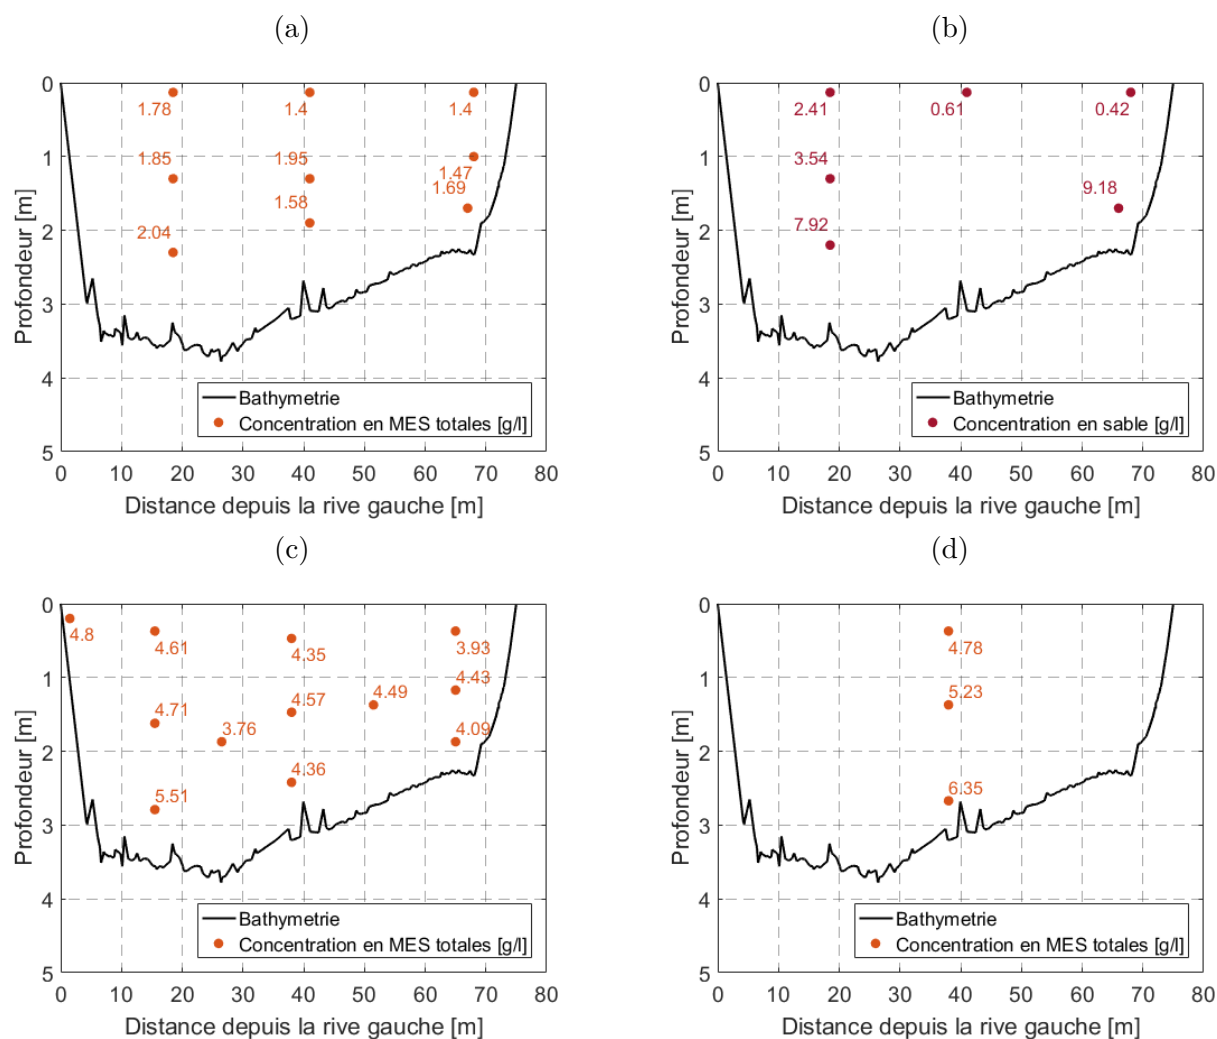 (a)
0
1
2
3
4
5
Profondeur [m]
1.78
1.4
1.4
1.85
1.95
1.47
1.69
1.58
2.04
Bathymetrie
Concentration en MES totales [g/l]
0 10 20 30 40 50 60 70 80
Distance depuis la rive gauche [m]
(b)
0
1
2
3
4
5
Profondeur [m]
2.41
0.61
0.42
3.54
9.18
7.92
Bathymetrie
Concentration en sable [g/l]
0 10 20 30 40 50 60 70 80
Distance depuis la rive gauche [m]
(c)
0
1
2
3
4
5
Profondeur [m]
4.8
4.61
4.35
3.93
4.43
4.49
4.57
4.71
3.76
4.09
4.36
5.51
Bathymetrie
Concentration en MES totales [g/l]
0 10 20 30 40 50 60 70 80
Distance depuis la rive gauche [m]
(d)
0
1
2
3
4
5
Profondeur [m]
4.78
5.23
6.35
Bathymetrie
Concentration en MES totales [g/l]
0 10 20 30 40 50 60 70 80
Distance depuis la rive gauche [m]